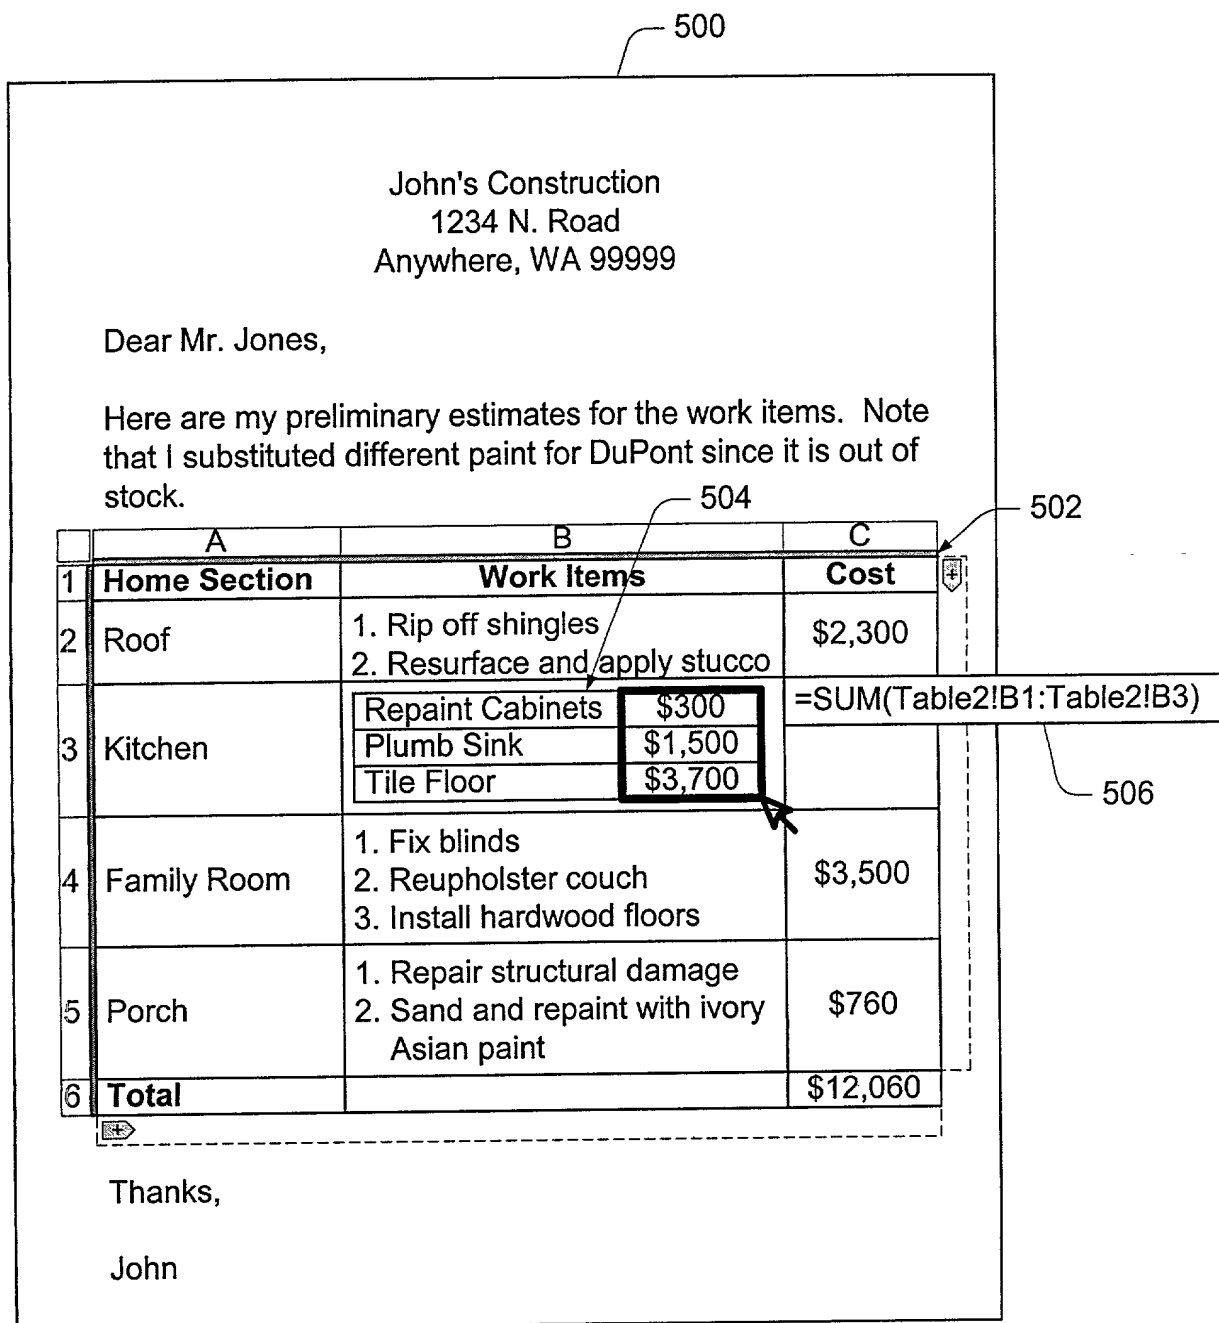 500
John's Construction
1234 N. Road
Anywhere, WA 99999
Dear Mr. Jones,
Here are my preliminary estimates for the work items.  Note
that I substituted different paint for DuPont since it is out of
stock.
504
502
A B C
1 Home Section Work Items Cost
2 Roof 1. Rip off shingles $2,300
2. Resurface and apply stucco
3 Kitchen Repaint Cabinets $300 =SUM(Table2!B1:Table2!B3)
Plumb Sink $1,500
Tile Floor $3,700
506
4 Family Room 1. Fix blinds $3,500
2. Reupholster couch
3. Install hardwood floors
5 Porch 1. Repair structural damage $760
2. Sand and repaint with ivory
Asian paint
6 Total $12,060
Thanks,
John